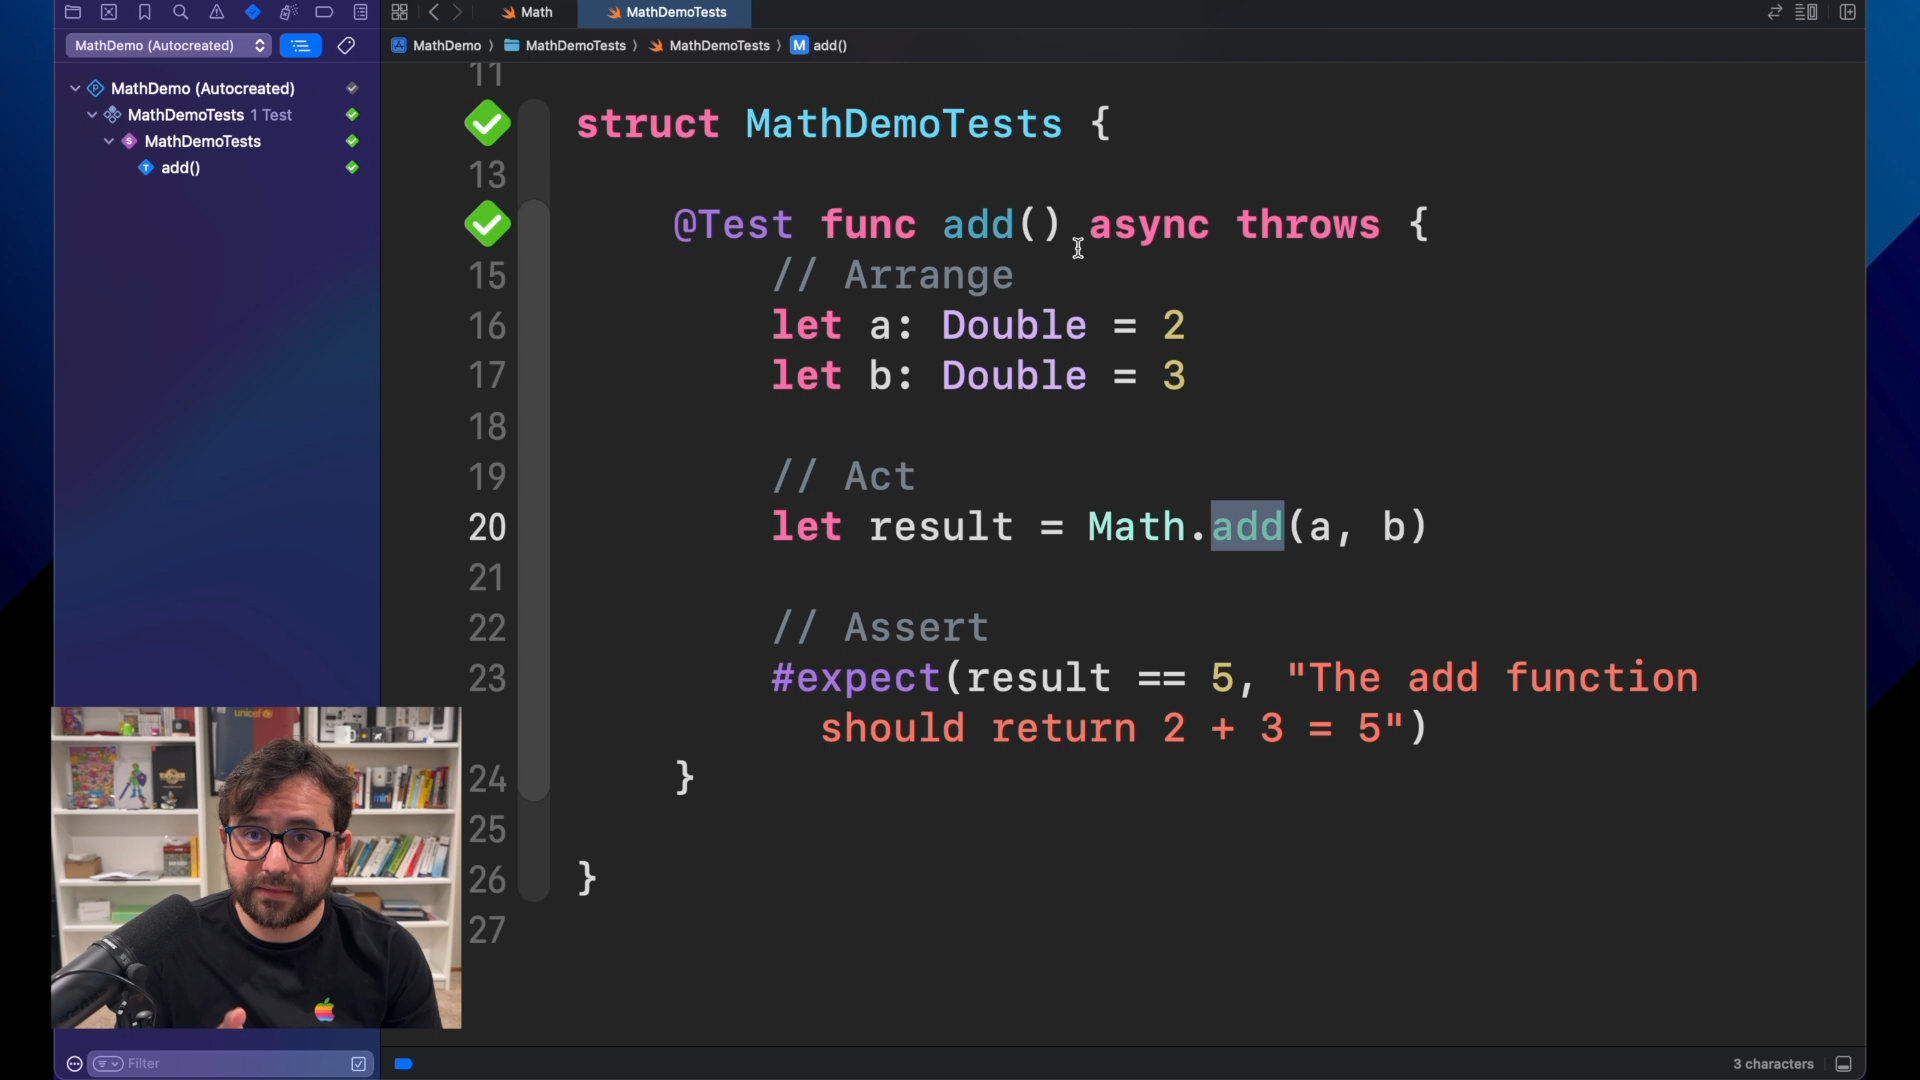 Math
MathDemoTests
MathDemo (Autocreated)
MathDemo
MathDemoTests
MathDemoTests
M
add()
MathDemo (Autocreated)
MathDemoTests 1 Test
MathDemoTests
add()
11
struct MathDemoTests {
13
@Test func add() async throws {
15 // Arrange
16 let a: Double = 2
17 let b: Double = 3
18
19 // Act
20 let result = Math.add(a, b)
21
22 // Assert
23 #expect(result == 5, "The add function
should return 2 + 3 = 5")
24 }
25
26 }
27
unicef
mini
Filter
3 characters